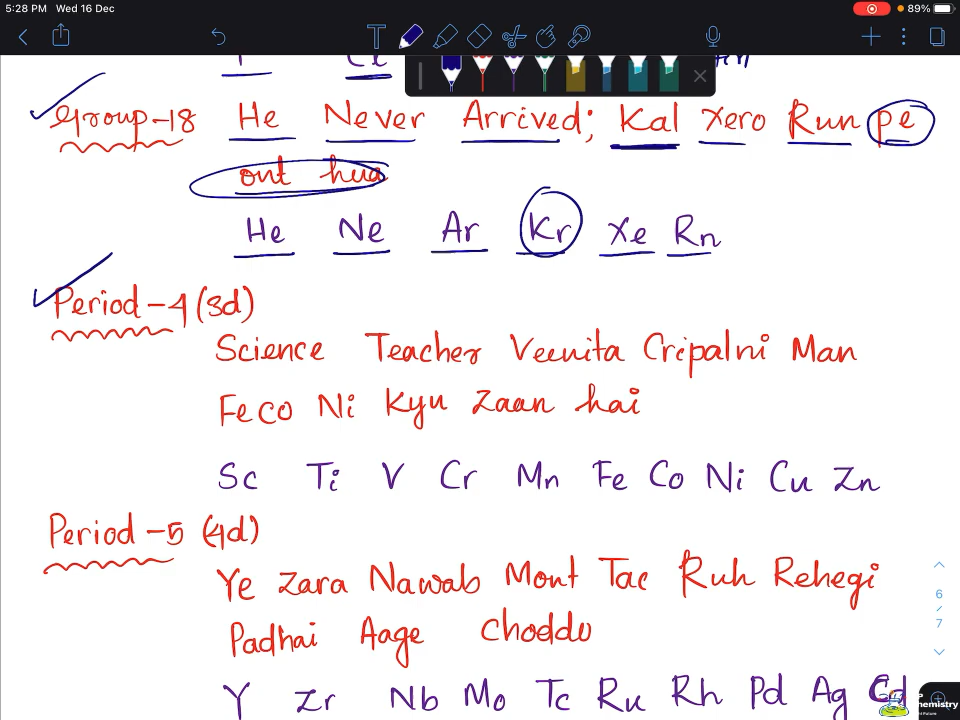 5:28 PM Wed 16 Dec 89%
Group-18 He Never Arrived; Kal Xero Run pe
out hua
He Ne Ar Kr Xe Rn
Period-4 (3d)
Science Teacher Veenita Cripalni Man
Feco Ni Kyu Zaan hai
Sc Ti V Cr Mn Fe Co Ni Cu Zn
Period-5 (4d)
Ye Zara Nawab Mont Tac Ruh Rehegi
Padhai Aage Choddo
Y Zr Nb Mo Tc Ru Rh Pd Ag Cd
6
/
7